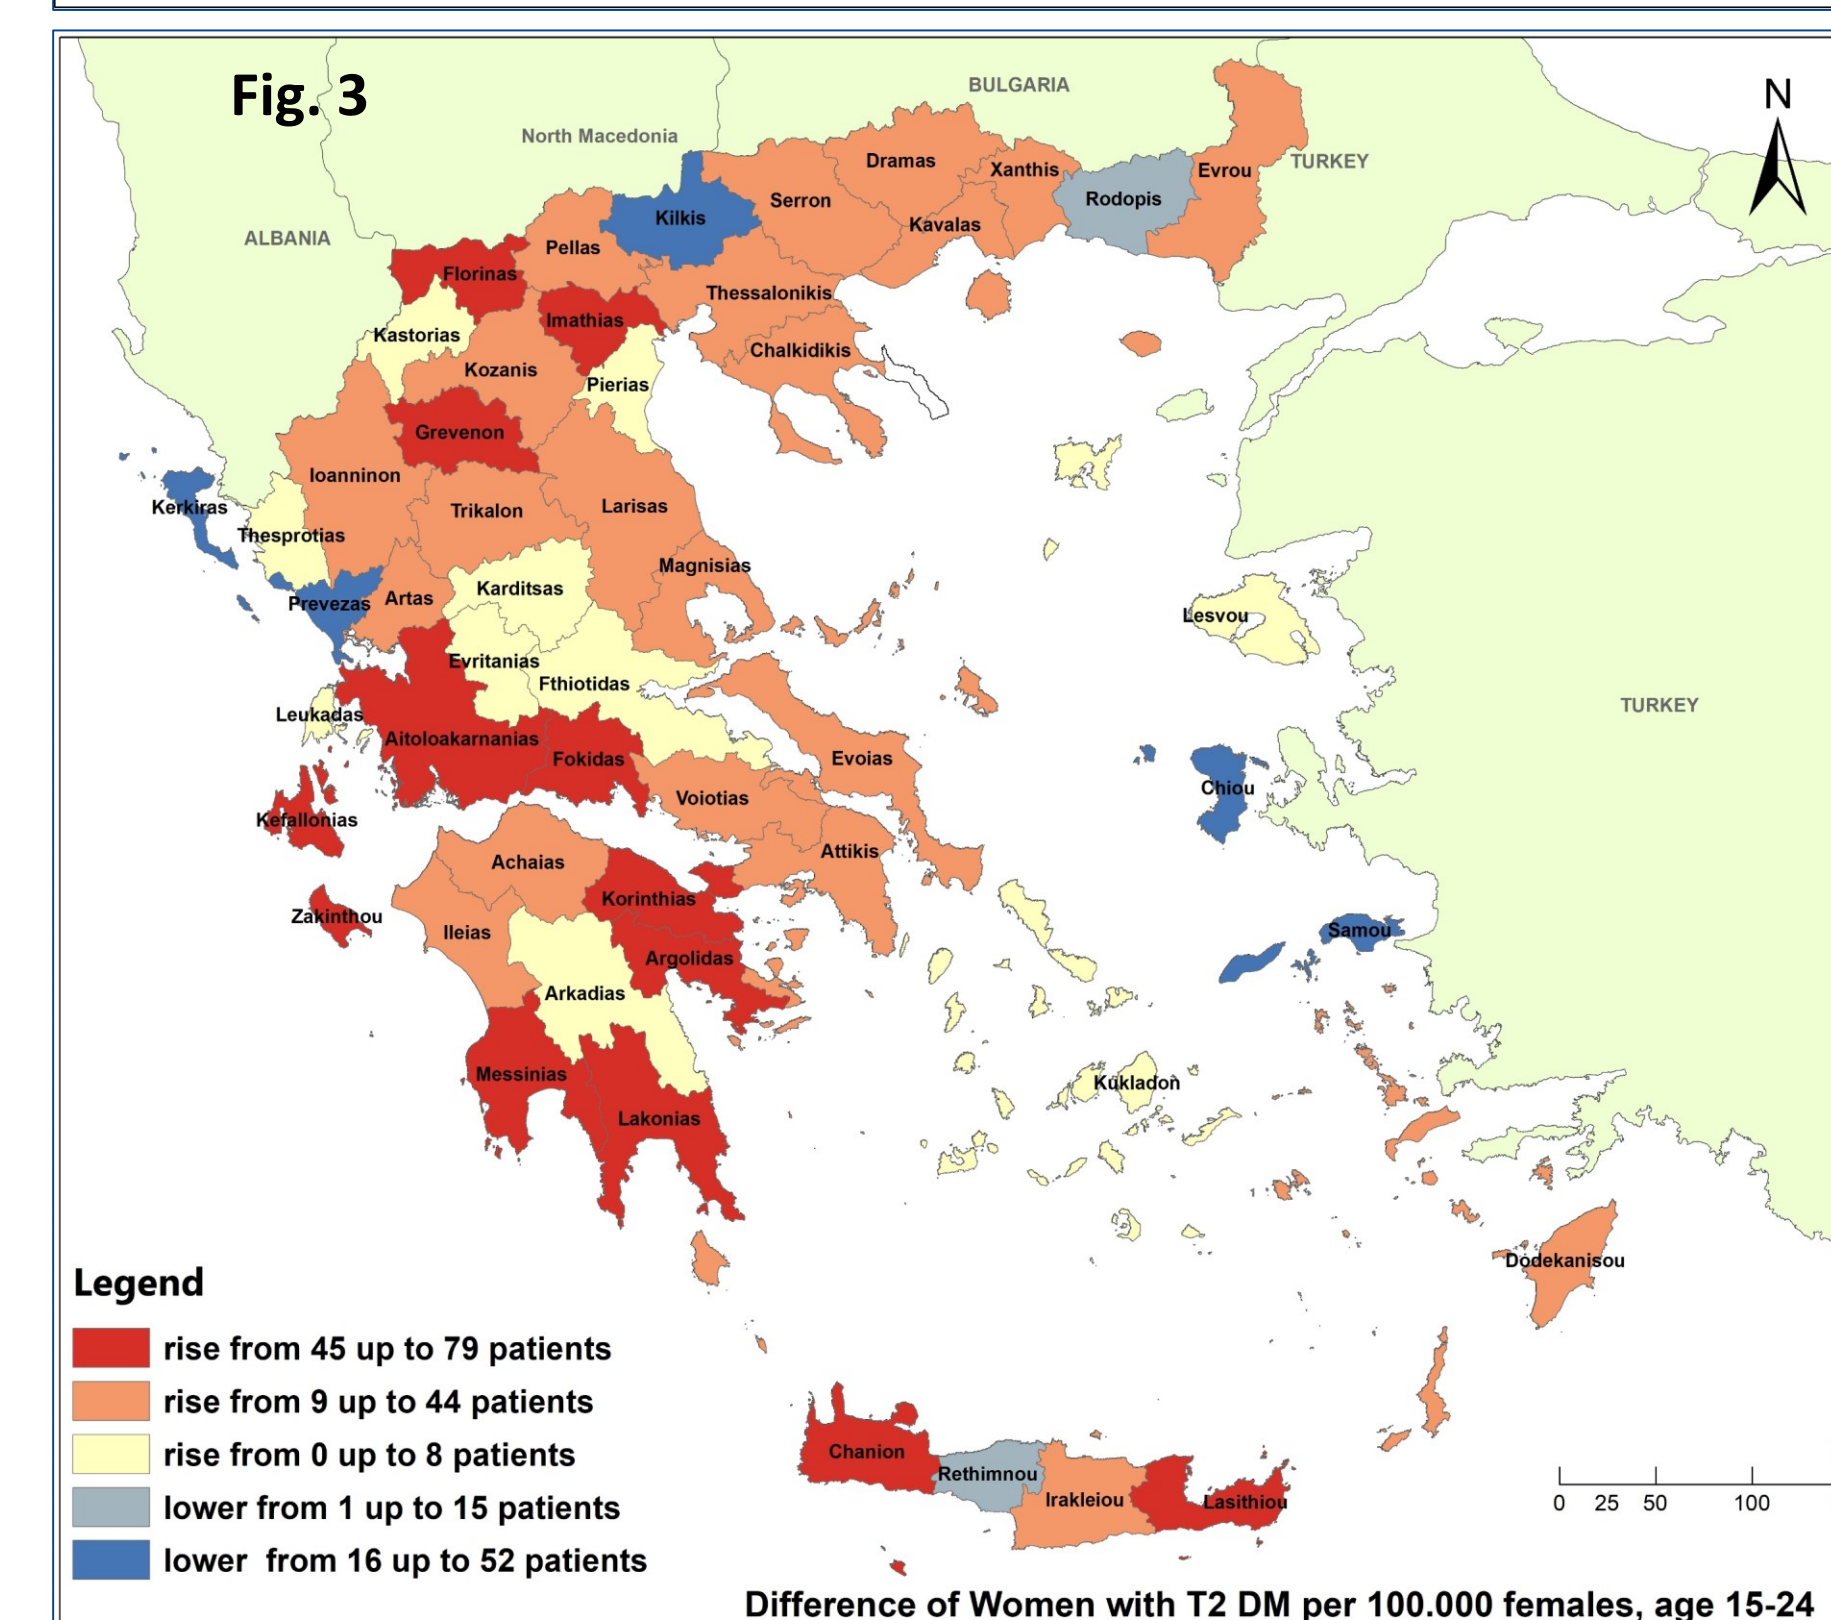 Fig. 3
N
BULGARIA
North Macedonia
TURKEY
ALBANIA
Dramas
Xanthis
Evrou
Rodopis
Serron
Kilkis
Kavalas
Pellas
Florinas
Thessalonikis
Imathias
Kastorias
Chalkidikis
Kozanis
Pierias
Grevenon
Ioanninon
Kerkiras
Trikalon
Larisas
Thesprotias
Magnisias
Karditsas
Prevezas
Artas
Lesvou
Evritanias
Fthiotidas
TURKEY
Leukadas
Aitoloakarnanias
Fokidas
Evoias
Chiou
Voiotias
Kefallonias
Attikis
Achaias
Korinthias
Zakinthou
Ileias
Samou
Argolidas
Arkadias
Messinias
Kukladon
Lakonias
Dodekanisou
Legend
rise from 45 up to 79 patients
rise from 9 up to 44 patients
rise from 0 up to 8 patients
lower from 1 up to 15 patients
lower from 16 up to 52 patients
Chanion
Rethimnou
Irakleiou
Lasithiou
0 25 50 100
Difference of Women with T2 DM per 100.000 females, age 15-24